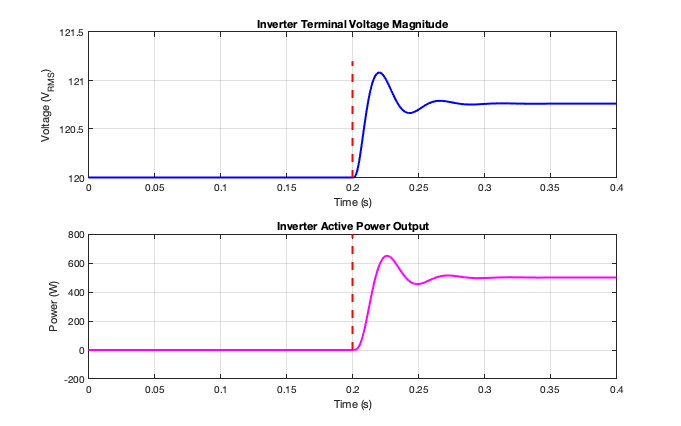 Inverter Terminal Voltage Magnitude
121.5
121
120.5
120
Voltage (V_RMS)
0 0.05 0.1 0.15 0.2 0.25 0.3 0.35 0.4
Time (s)
Inverter Active Power Output
800
600
400
200
0
-200
Power (W)
0 0.05 0.1 0.15 0.2 0.25 0.3 0.35 0.4
Time (s)